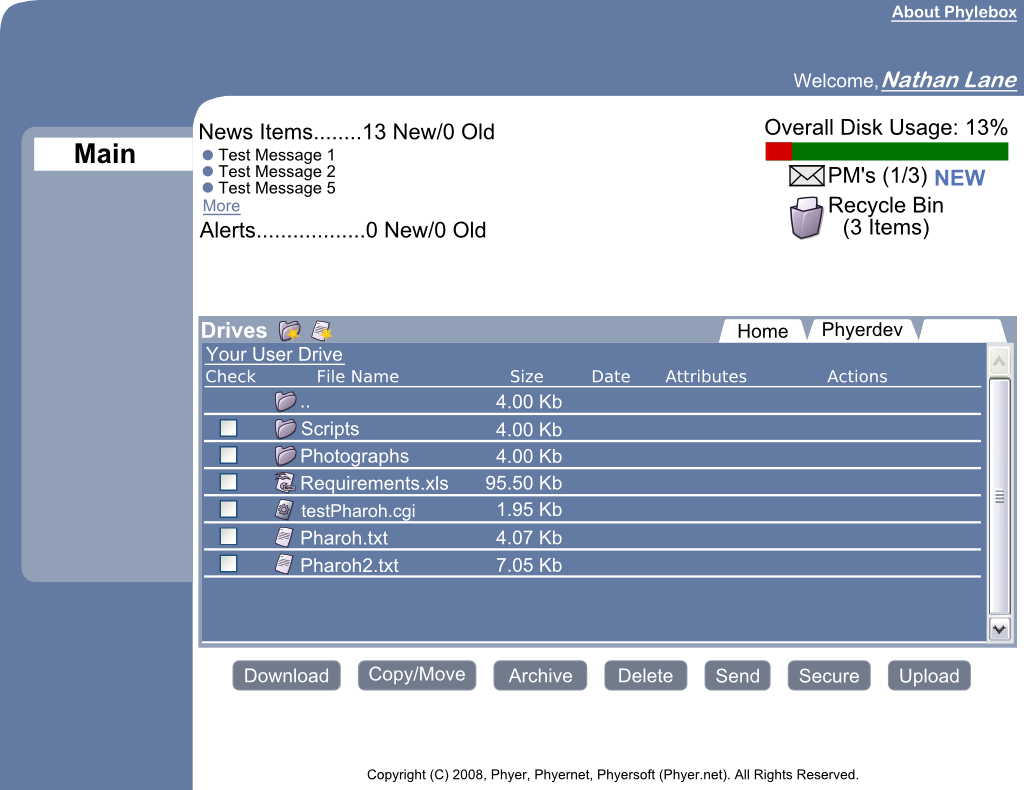 About Phylebox
Welcome, Nathan Lane
Main
News Items........13 New/0 Old
Test Message 1
Test Message 2
Test Message 5
More
Alerts..................0 New/0 Old
Overall Disk Usage: 13%
PM's (1/3) NEW
Recycle Bin
(3 Items)
Drives Home Phyerdev
Your User Drive
Check File Name Size Date Attributes Actions
.. 4.00 Kb
Scripts 4.00 Kb
Photographs 4.00 Kb
Requirements.xls 95.50 Kb
testPharoh.cgi 1.95 Kb
Pharoh.txt 4.07 Kb
Pharoh2.txt 7.05 Kb
Download Copy/Move Archive Delete Send Secure Upload
Copyright (C) 2008, Phyer, Phyernet, Phyersoft (Phyer.net). All Rights Reserved.